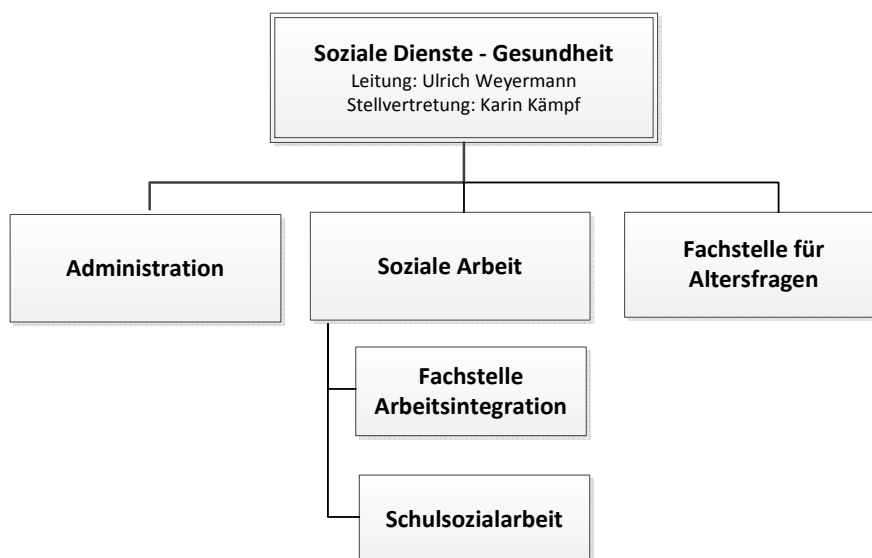 Soziale Dienste - Gesundheit
Leitung: Ulrich Weyermann
Stellvertretung: Karin Kämpf
Administration
Soziale Arbeit
Fachstelle für
Altersfragen
Fachstelle
Arbeitsintegration
Schulsozialarbeit